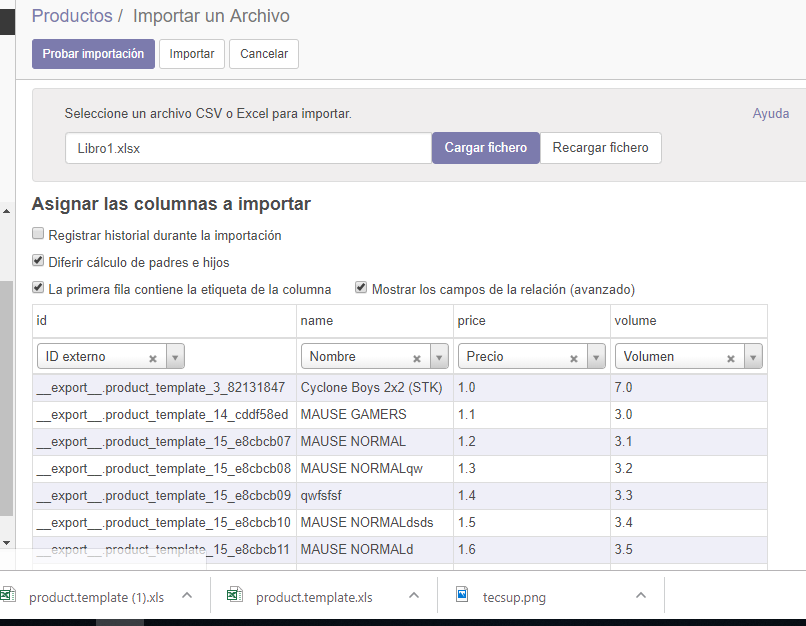 Productos / Importar un Archivo
Probar importación Importar Cancelar
Seleccione un archivo CSV o Excel para importar. Ayuda
Libro1.xlsx Cargar fichero Recargar fichero
Asignar las columnas a importar
Registrar historial durante la importación
Diferir cálculo de padres e hijos
La primera fila contiene la etiqueta de la columna Mostrar los campos de la relación (avanzado)
id name price volume
ID externo Nombre Precio Volumen
__export__.product_template_3_82131847 Cyclone Boys 2x2 (STK) 1.0 7.0
__export__.product_template_14_cddf58ed MAUSE GAMERS 1.1 3.0
__export__.product_template_15_e8cbcb07 MAUSE NORMAL 1.2 3.1
__export__.product_template_15_e8cbcb08 MAUSE NORMALqw 1.3 3.2
__export__.product_template_15_e8cbcb09 qwfsfsf 1.4 3.3
__export__.product_template_15_e8cbcb10 MAUSE NORMALdsds 1.5 3.4
__export__.product_template_15_e8cbcb11 MAUSE NORMALd 1.6 3.5
product.template (1).xls product.template.xls tecsup.png